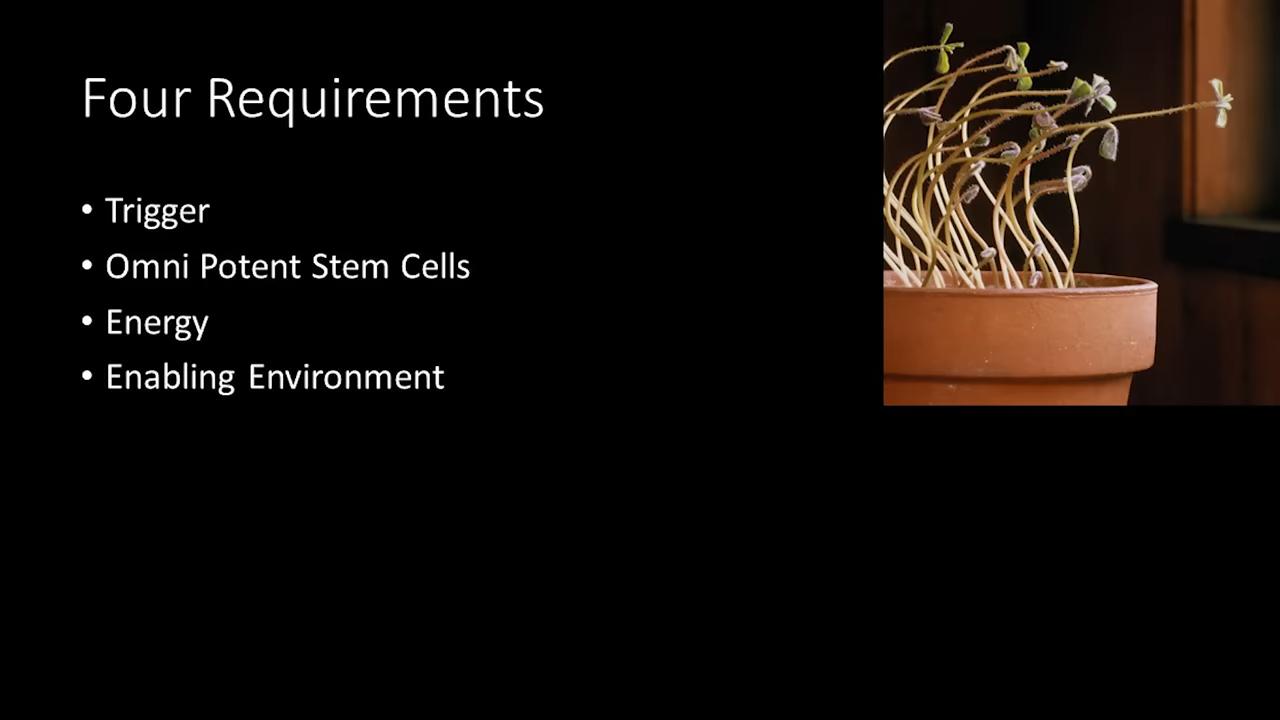 Four Requirements
• Trigger
• Omni Potent Stem Cells
• Energy
• Enabling Environment